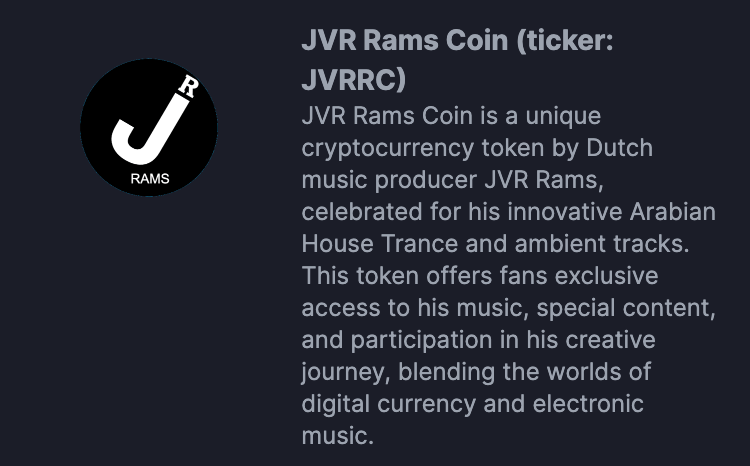 JVR Rams Coin (ticker:
JVRRC)
JVR Rams Coin is a unique
cryptocurrency token by Dutch
music producer JVR Rams,
celebrated for his innovative Arabian
House Trance and ambient tracks.
This token offers fans exclusive
access to his music, special content,
and participation in his creative
journey, blending the worlds of
digital currency and electronic
music.
J R
RAMS